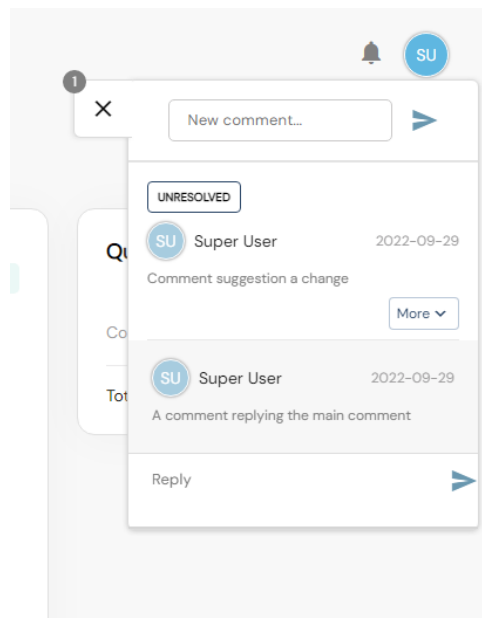 SU
1
New comment...
UNRESOLVED
SU Super User 2022-09-29
Comment suggestion a change
More
SU Super User 2022-09-29
A comment replying the main comment
Reply